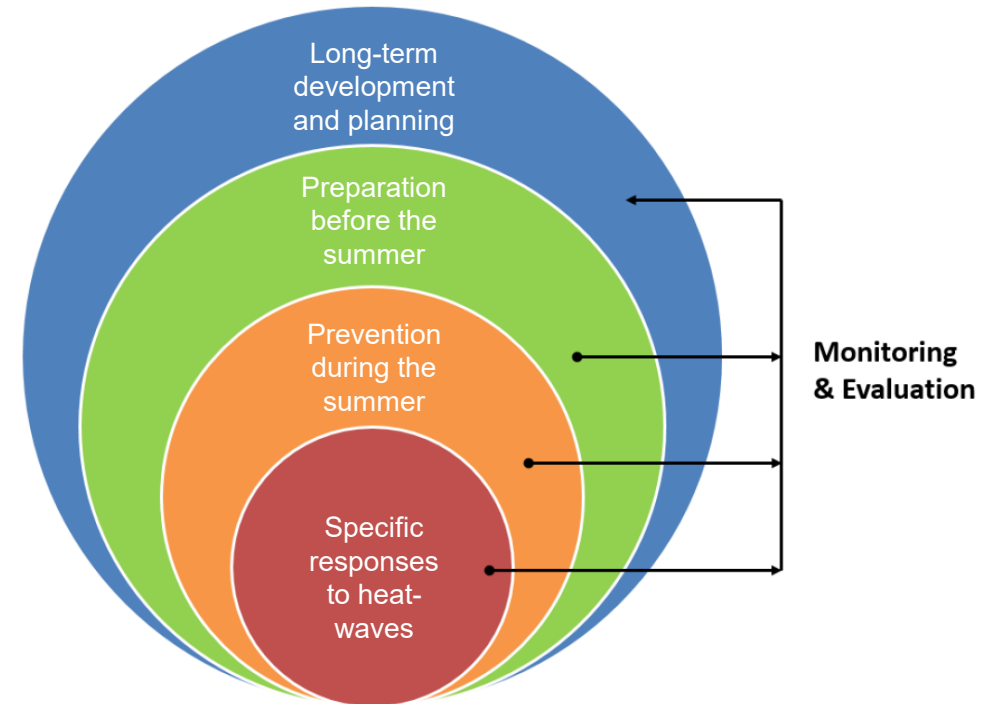 Long-term
development
and planning
Preparation
before the
summer
Prevention
during the
summer
Specific
responses
to heat-
waves
Monitoring
& Evaluation